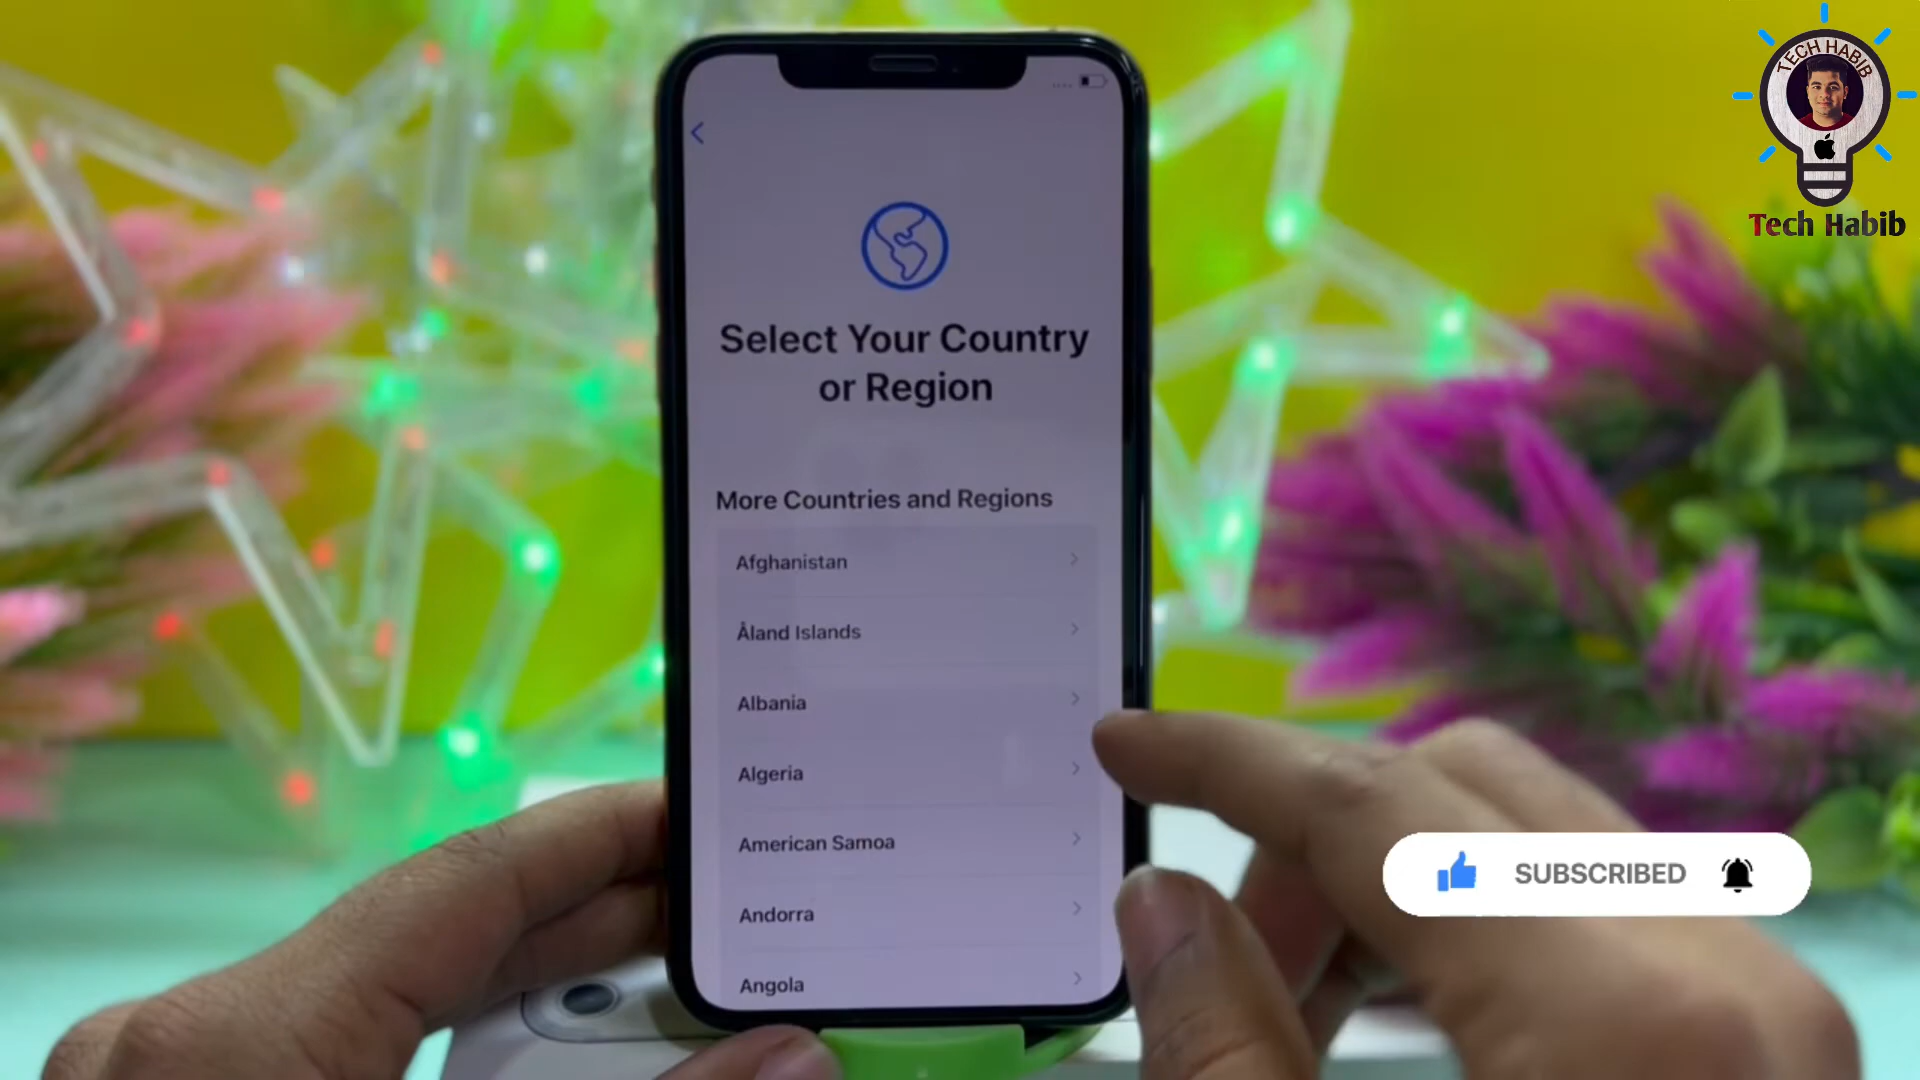 TECH HABIB
Tech Habib
Select Your Country
or Region
More Countries and Regions
Afghanistan
Åland Islands
Albania
Algeria
American Samoa
Andorra
Angola
SUBSCRIBED